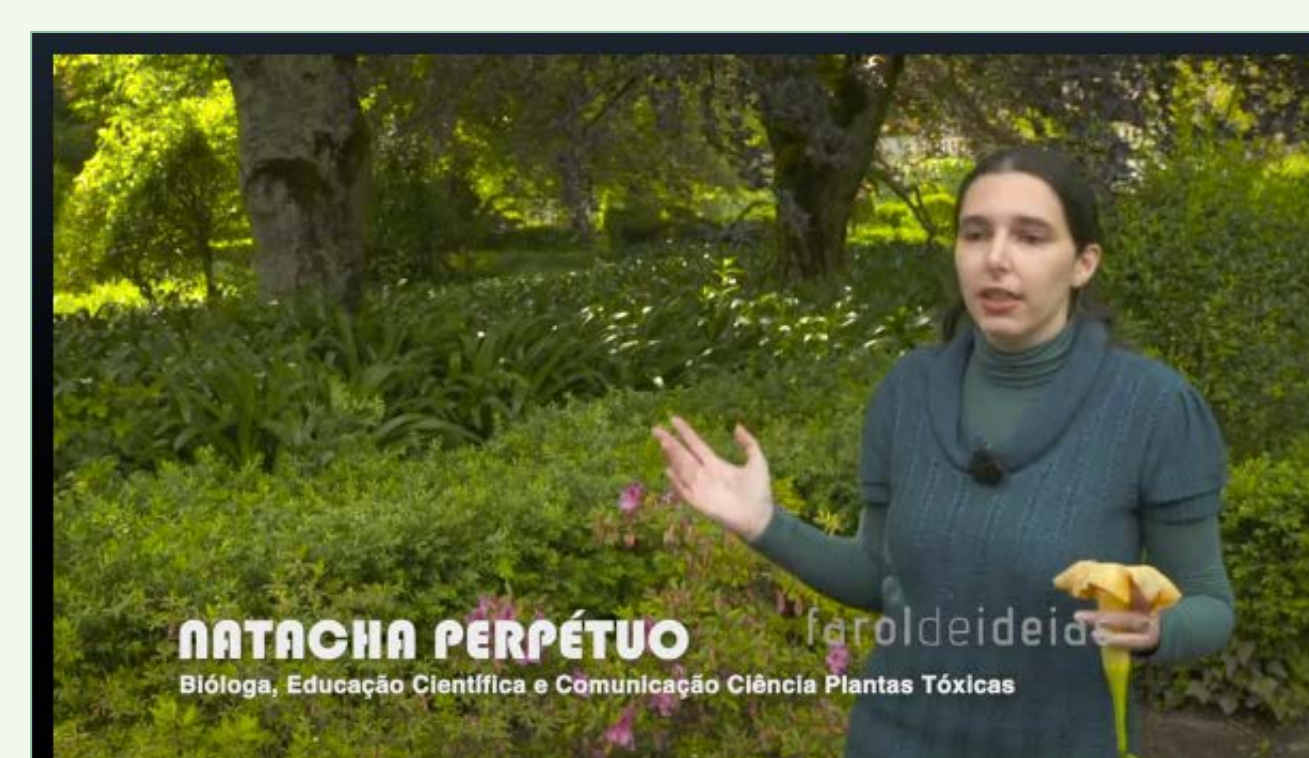 NATACHA PERPÉTUO
faroldeideias
Bióloga, Educação Científica e Comunicação Ciência Plantas Tóxicas